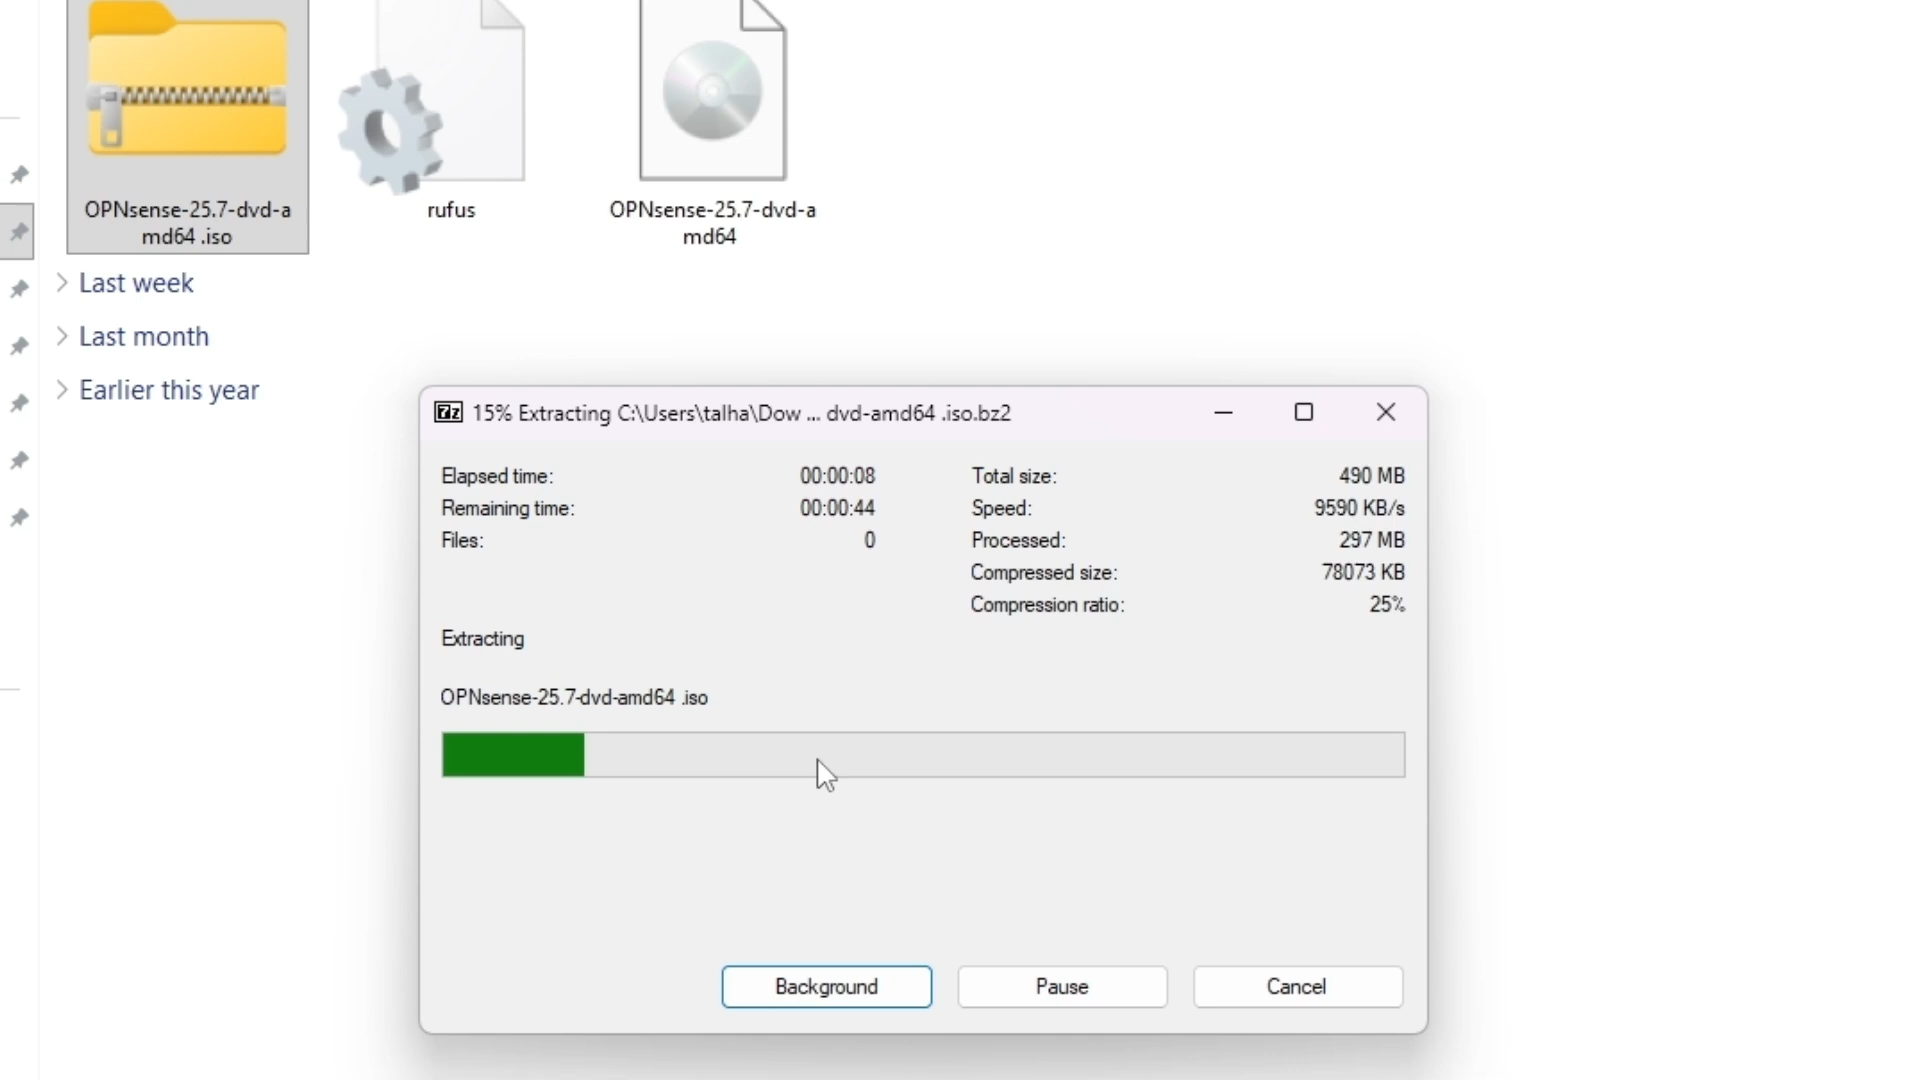 OPNsense-25.7-dvd-a
md64 .iso
rufus
OPNsense-25.7-dvd-a
md64
Last week
Last month
Earlier this year
7z 15% Extracting C:\Users\talha\Dow ... dvd-amd64 .iso.bz2
Elapsed time: 00:00:08 Total size: 490 MB
Remaining time: 00:00:44 Speed: 9590 KB/s
Files: 0 Processed: 297 MB
Compressed size: 78073 KB
Compression ratio: 25%
Extracting
OPNsense-25.7-dvd-amd64 .iso
Background Pause Cancel